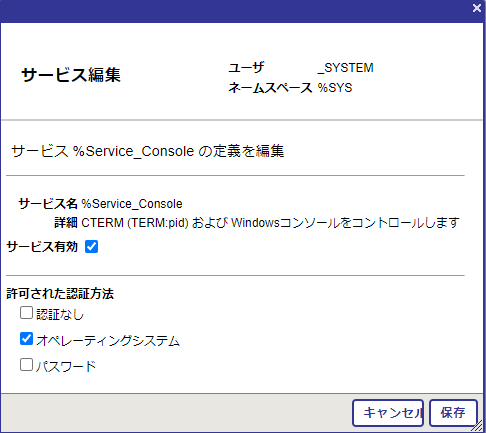 サービス編集
ユーザ _SYSTEM
ネームスペース %SYS
サービス %Service_Console の定義を編集
サービス名 %Service_Console
詳細 CTERM (TERM:pid) および Windowsコンソールをコントロールします
サービス有効
許可された認証方法
認証なし
オペレーティングシステム
パスワード
キャンセル 保存